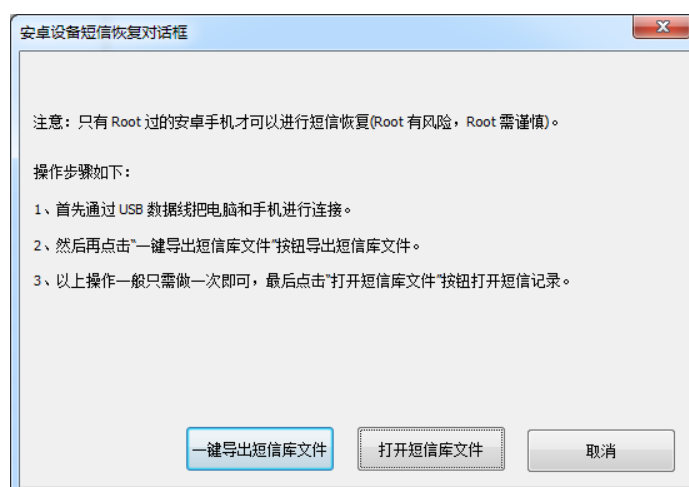 安卓设备短信恢复对话框
注意：只有 Root 过的安卓手机才可以进行短信恢复(Root 有风险，Root 需谨慎)。
操作步骤如下：
1、首先通过 USB 数据线把电脑和手机进行连接。
2、然后再点击“一键导出短信库文件”按钮导出短信库文件。
3、以上操作一般只需做一次即可，最后点击“打开短信库文件”按钮打开短信记录。
一键导出短信库文件
打开短信库文件
取消